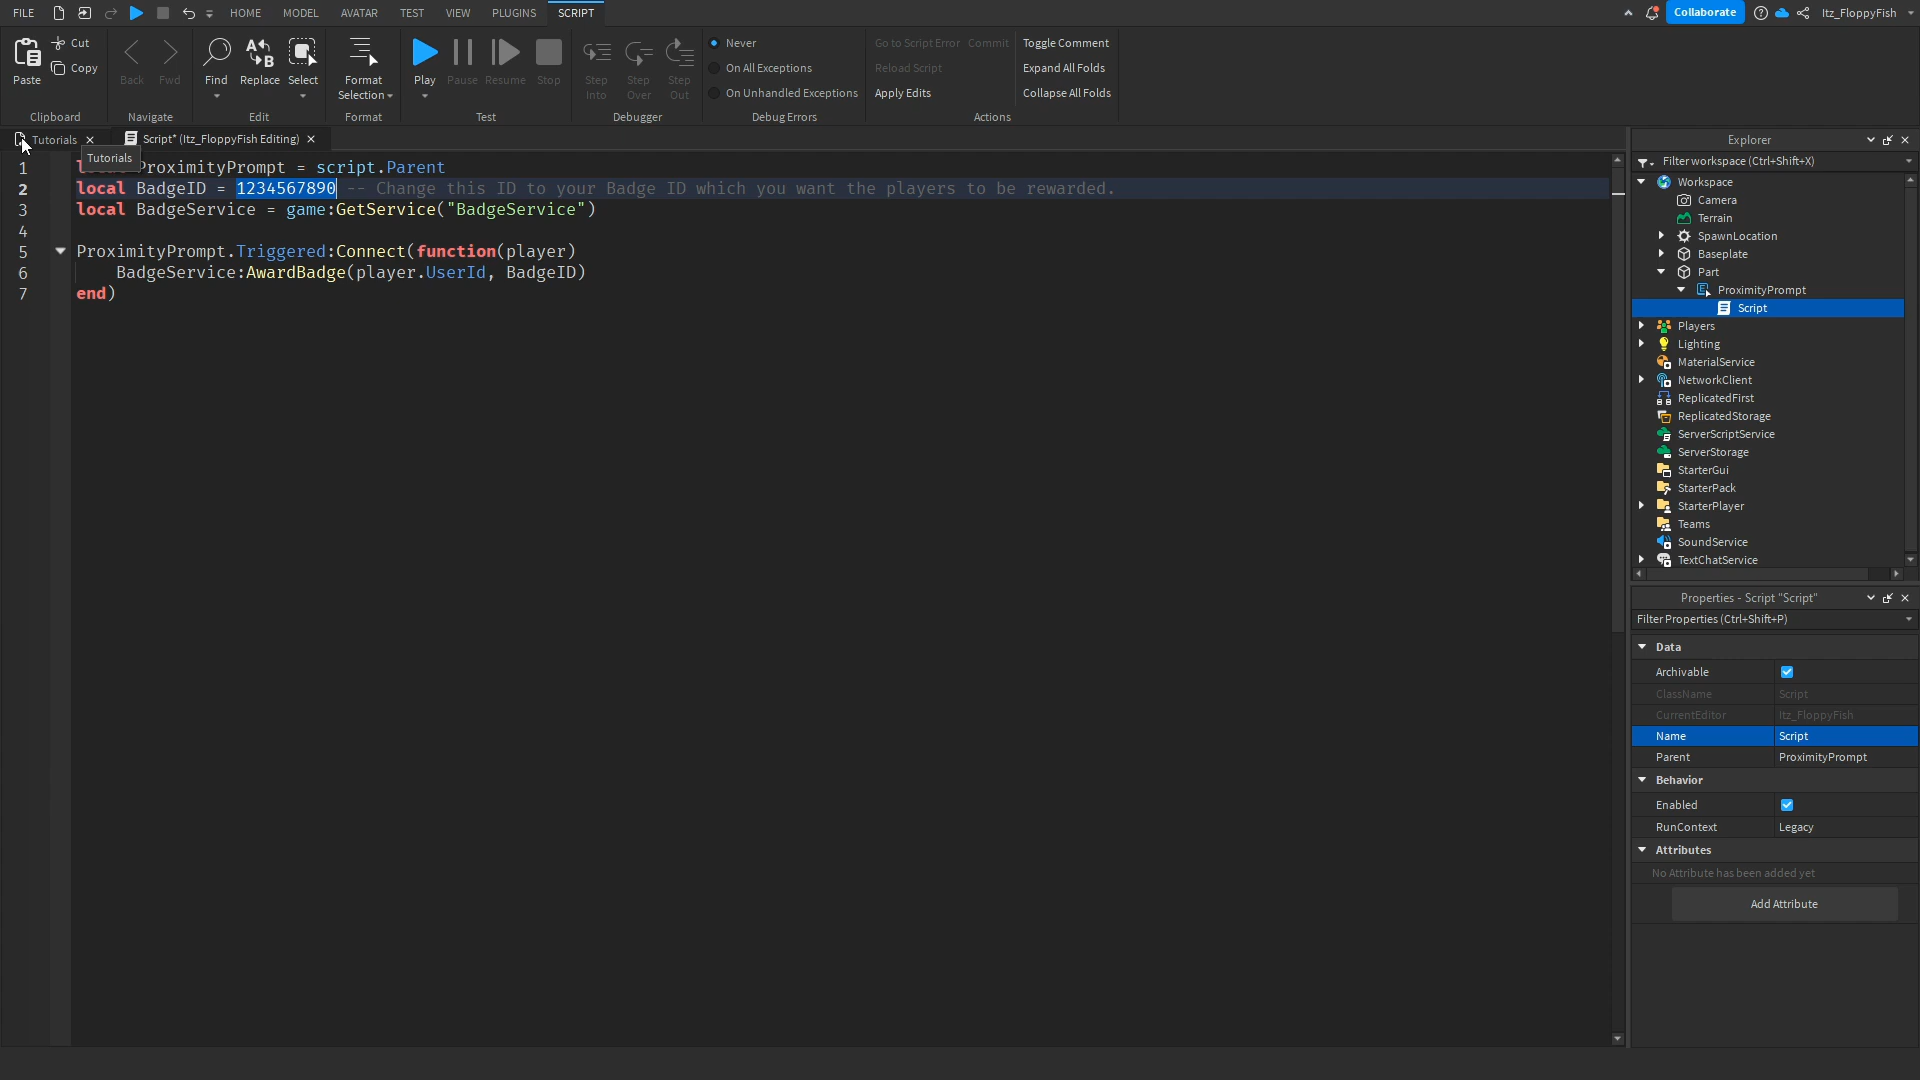 FILE HOME MODEL AVATAR TEST VIEW PLUGINS SCRIPT Collaborate Itz_FloppyFish
Paste Cut Copy Back Fwd Find Replace Select Format Selection Play Pause Resume Stop Step Into Step Over Step Out
Never
On All Exceptions
On Unhandled Exceptions
Go to Script Error Commit
Reload Script
Apply Edits
Toggle Comment
Expand All Folds
Collapse All Folds
Clipboard Navigate Edit Format Test Debugger Debug Errors Actions
Tutorials Script* (Itz_FloppyFish Editing)
Tutorials
1 ProximityPrompt = script.Parent
2 local BadgeID = 1234567890 -- Change this ID to your Badge ID which you want the players to be rewarded.
3 local BadgeService = game:GetService("BadgeService")
4
5 ProximityPrompt.Triggered:Connect(function(player)
6 BadgeService:AwardBadge(player.UserId, BadgeID)
7 end)
Explorer
Filter workspace (Ctrl+Shift+X)
Workspace
Camera
Terrain
SpawnLocation
Baseplate
Part
ProximityPrompt
Script
Players
Lighting
MaterialService
NetworkClient
ReplicatedFirst
ReplicatedStorage
ServerScriptService
ServerStorage
StarterGui
StarterPack
StarterPlayer
Teams
SoundService
TextChatService
Properties - Script "Script"
Filter Properties (Ctrl+Shift+P)
Data
Archivable
ClassName Script
CurrentEditor Itz_FloppyFish
Name Script
Parent ProximityPrompt
Behavior
Enabled
RunContext Legacy
Attributes
No Attribute has been added yet
Add Attribute